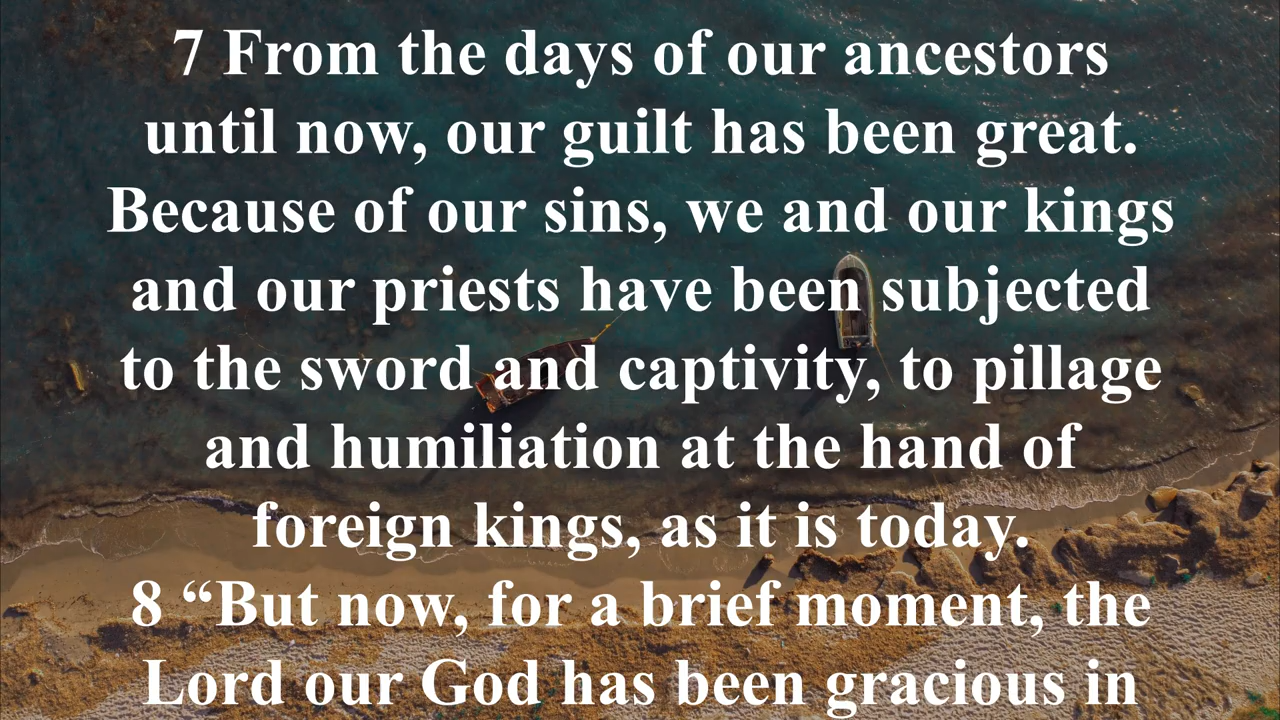 7 From the days of our ancestors
until now, our guilt has been great.
Because of our sins, we and our kings
and our priests have been subjected
to the sword and captivity, to pillage
and humiliation at the hand of
foreign kings, as it is today.
8 “But now, for a brief moment, the
Lord our God has been gracious in